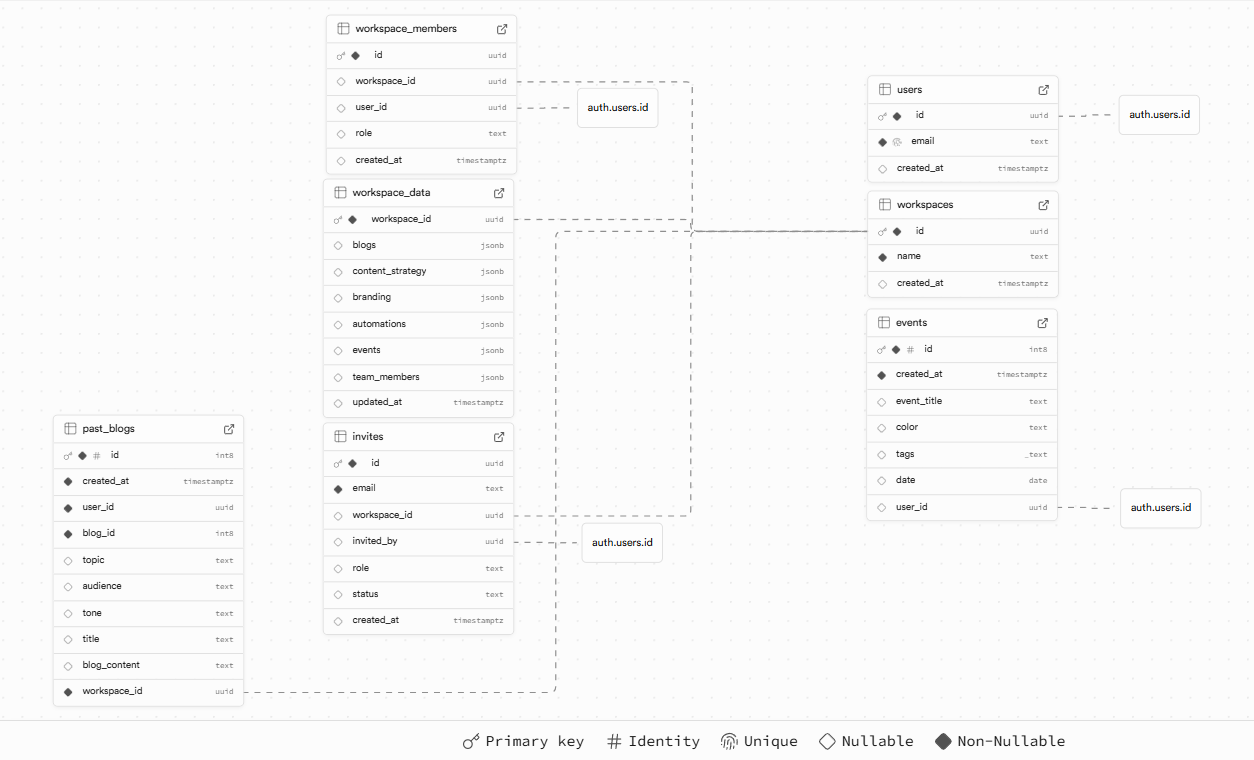 workspace_members
id uuid
workspace_id uuid
user_id uuid
role text
created_at timestamptz
auth.users.id
workspace_data
workspace_id uuid
blogs jsonb
content_strategy jsonb
branding jsonb
automations jsonb
events jsonb
team_members jsonb
updated_at timestamptz
invites
id uuid
email text
workspace_id uuid
invited_by uuid
role text
status text
created_at timestamptz
auth.users.id
past_blogs
id int8
created_at timestamptz
user_id uuid
blog_id int8
topic text
audience text
tone text
title text
blog_content text
workspace_id uuid
users
id uuid
email text
created_at timestamptz
auth.users.id
workspaces
id uuid
name text
created_at timestamptz
events
id int8
created_at timestamptz
event_title text
color text
tags _text
date date
user_id uuid
auth.users.id
Primary key
Identity
Unique
Nullable
Non-Nullable